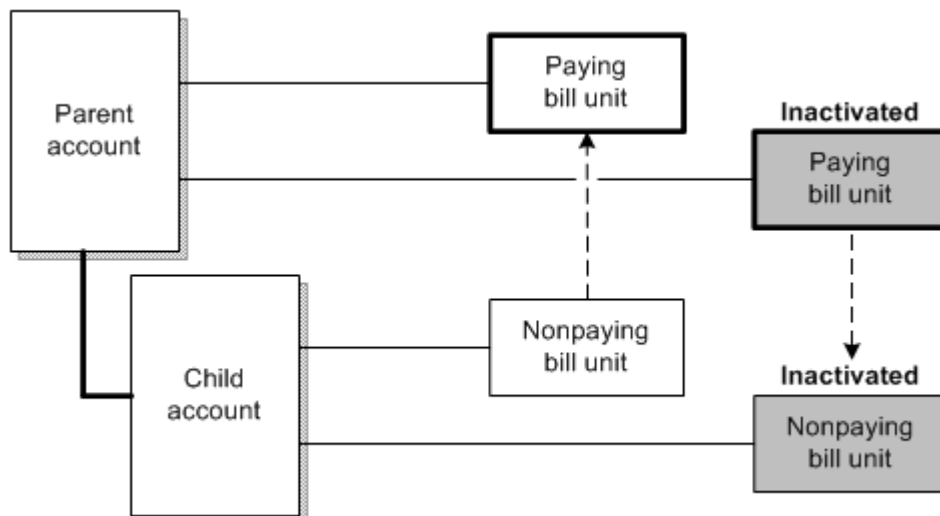 Parent
account
Paying
bill unit
Inactivated
Paying
bill unit
Child
account
Nonpaying
bill unit
Inactivated
Nonpaying
bill unit